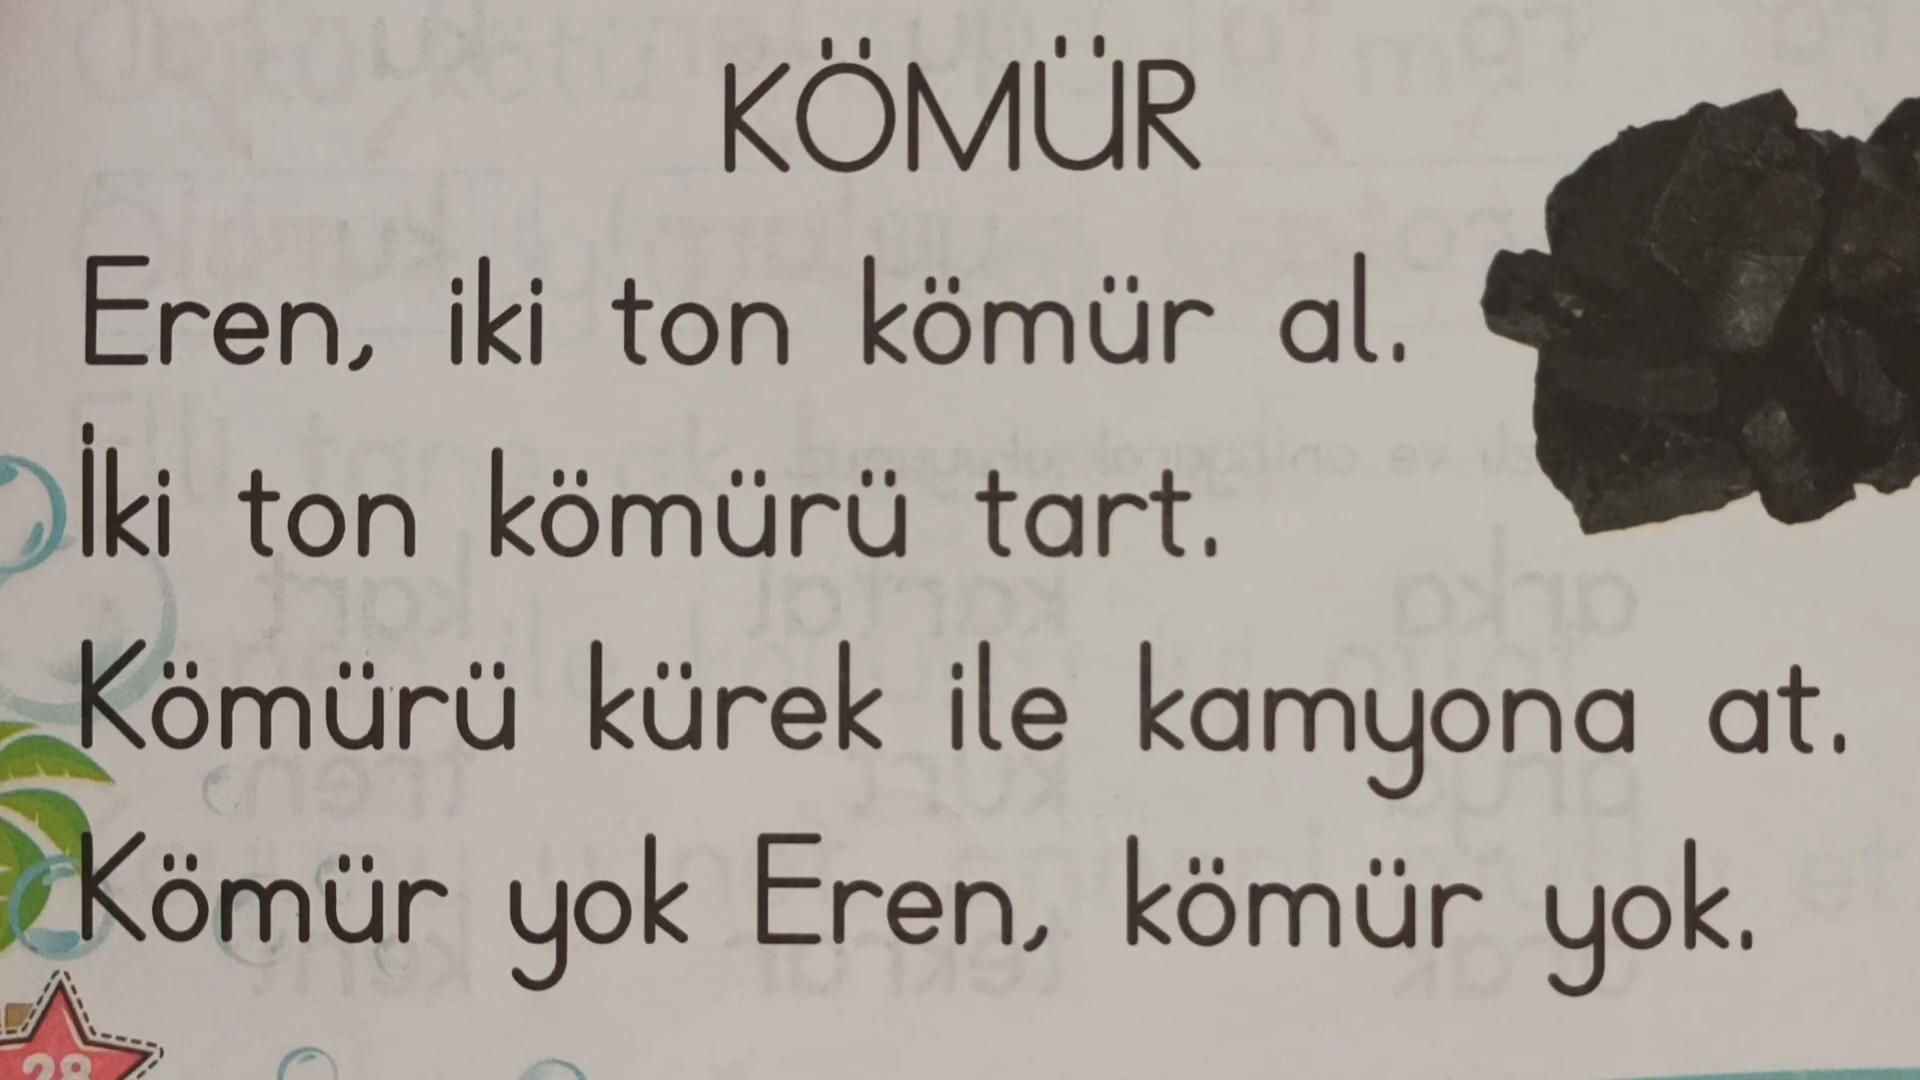 KÖMÜR
Eren, iki ton kömür al.
İki ton kömürü tart.
Kömürü kürek ile kamyona at.
Kömür yok Eren, kömür yok.
28